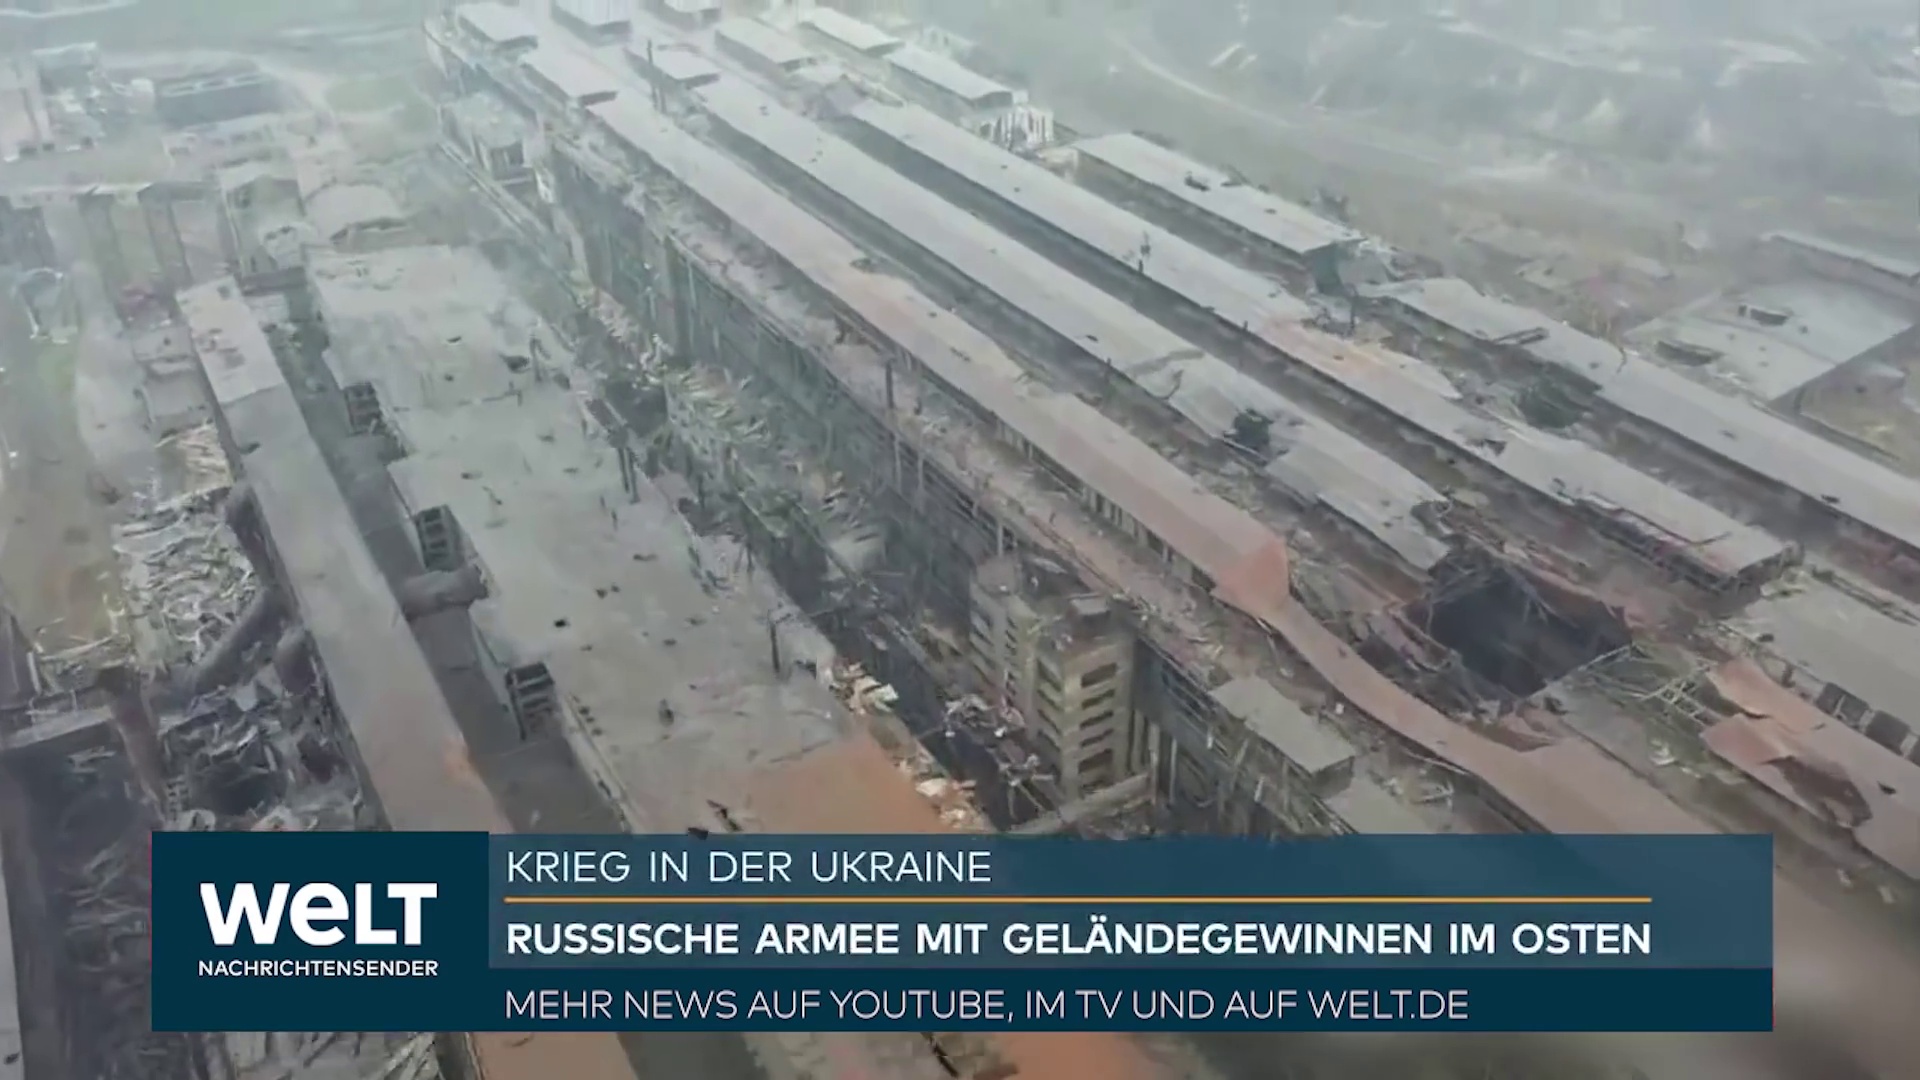 KRIEG IN DER UKRAINE
WELT
NACHRICHTENSENDER
RUSSISCHE ARMEE MIT GELÄNDEGEWINNEN IM OSTEN
MEHR NEWS AUF YOUTUBE, IM TV UND AUF WELT.DE